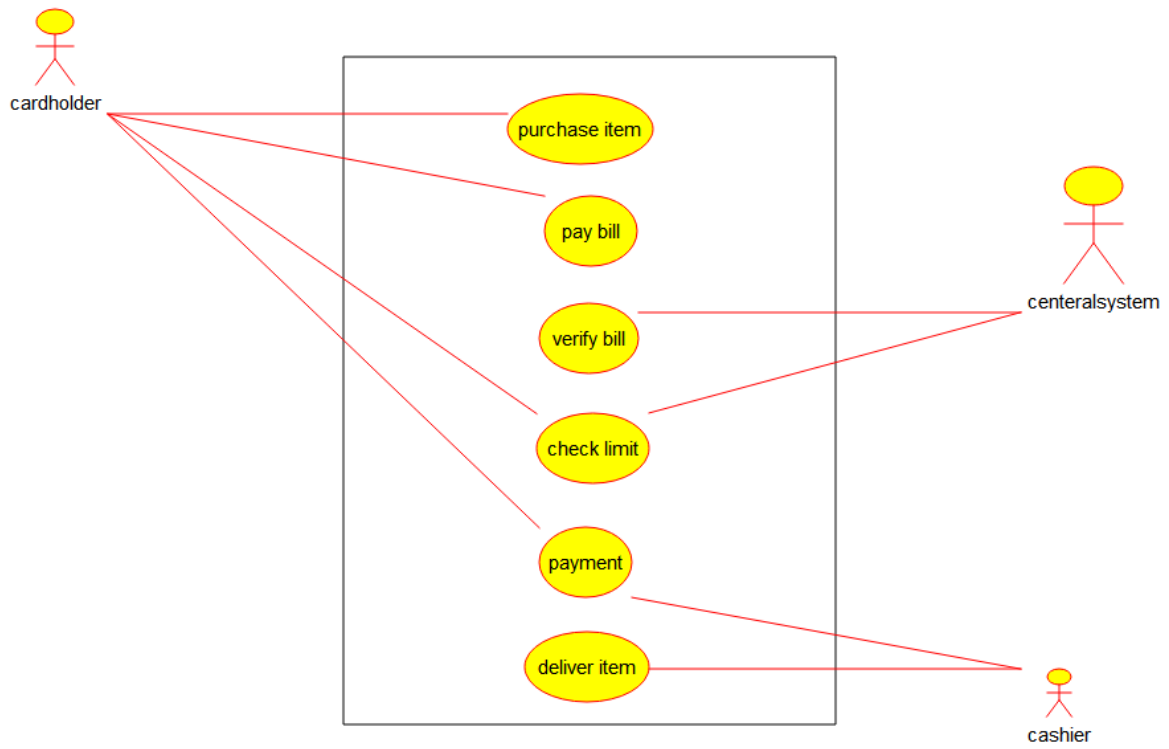 cardholder
purchase item
pay bill
centeralsystem
verify bill
check limit
payment
deliver item
cashier